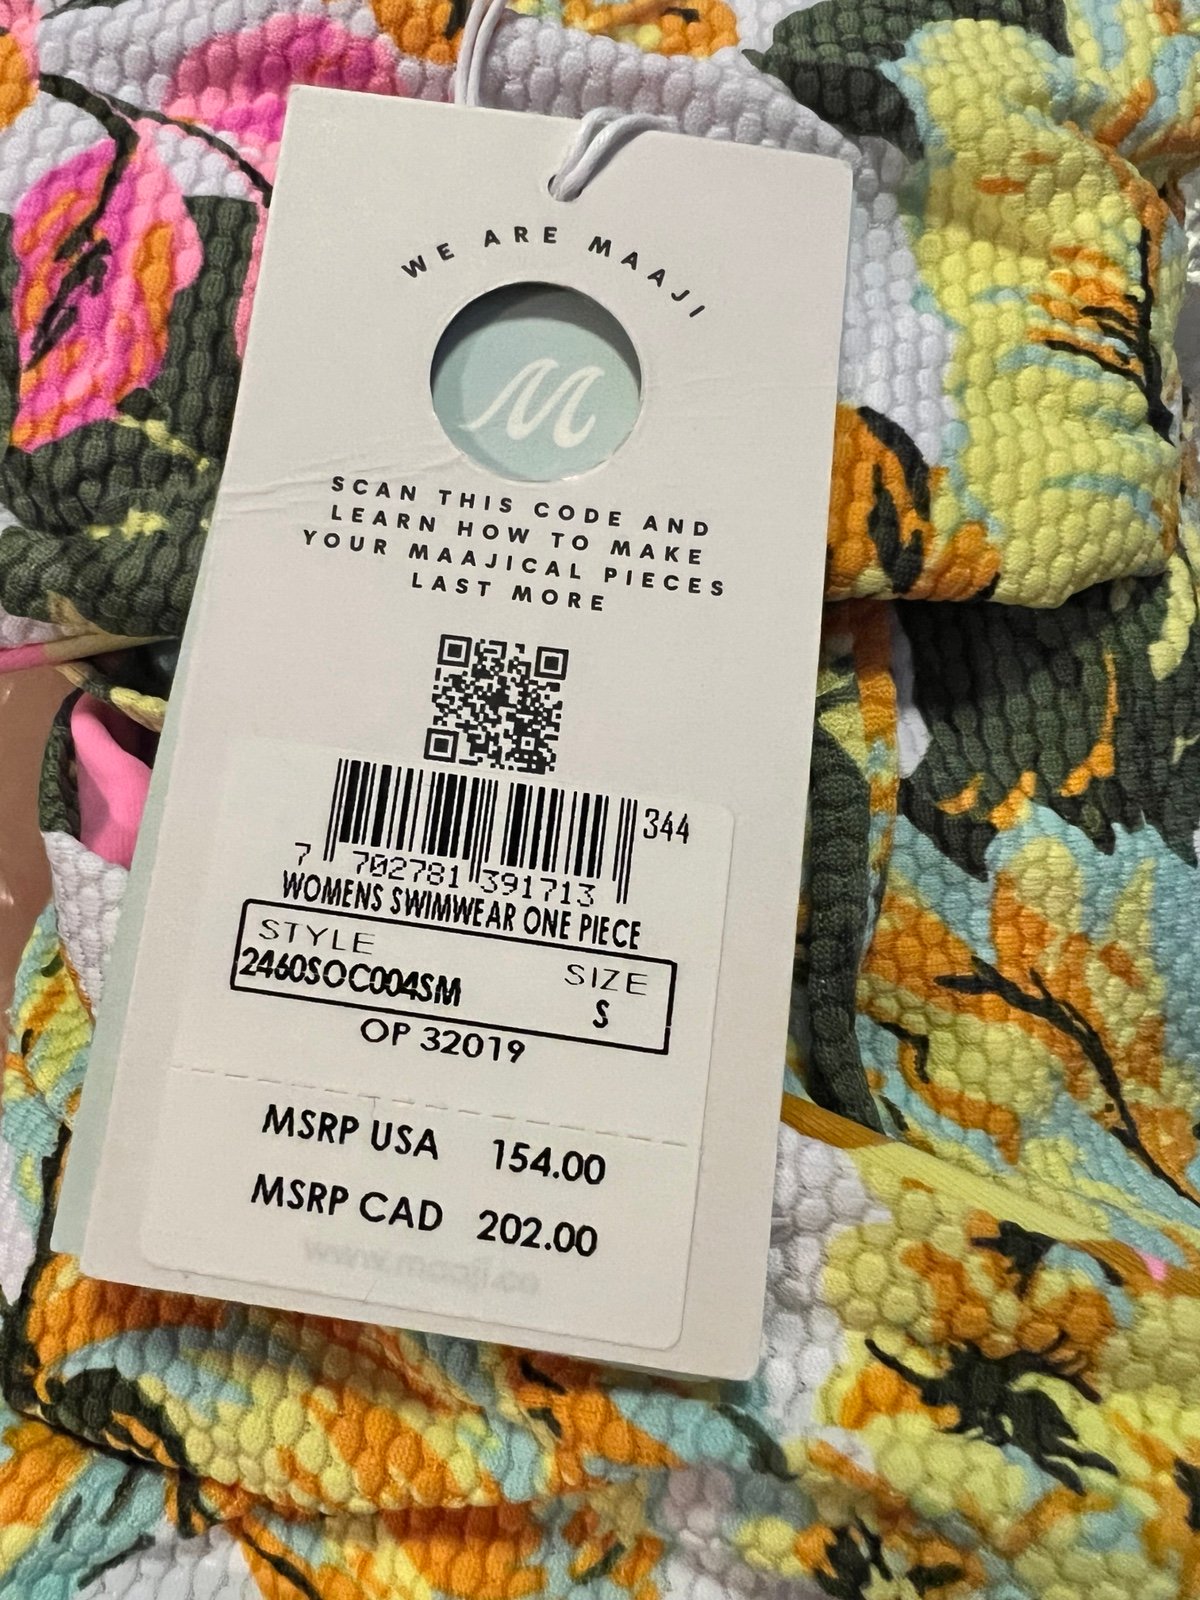 WE ARE MAAJI
M
SCAN THIS CODE AND
LEARN HOW TO MAKE
YOUR MAAJICAL PIECES
LAST MORE
344
7 702781 391713
WOMENS SWIMWEAR ONE PIECE
STYLE SIZE
2460SOC004SM S
OP 32019
MSRP USA 154.00
MSRP CAD 202.00